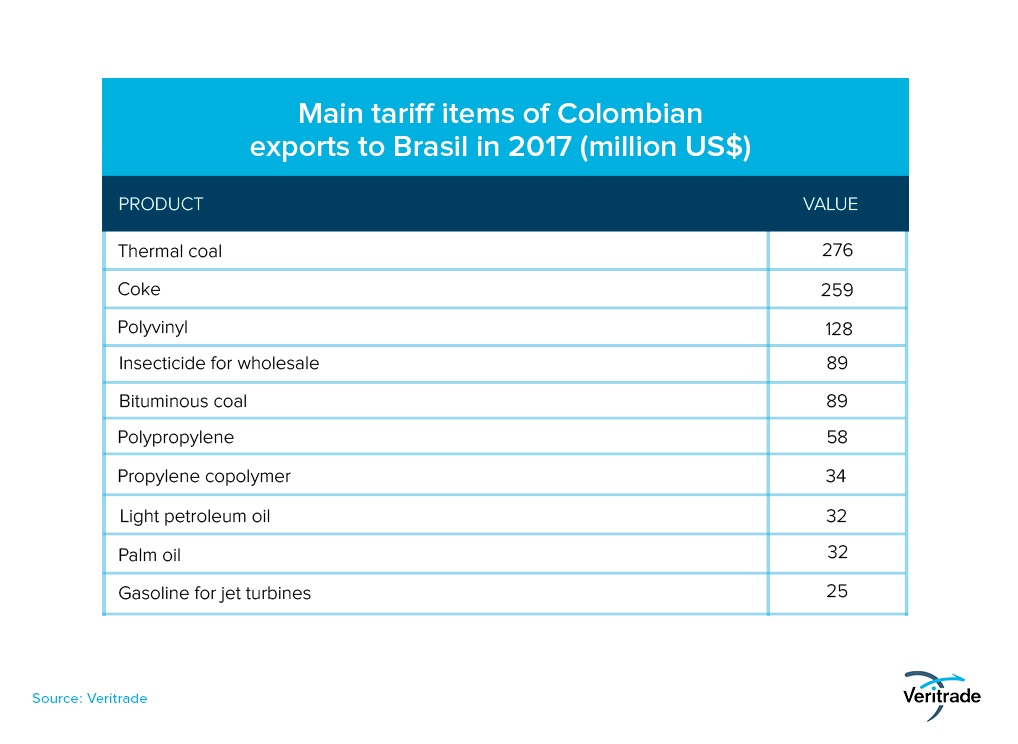 Main tariff items of Colombian
exports to Brasil in 2017 (million US$)
PRODUCT VALUE
Thermal coal 276
Coke 259
Polyvinyl 128
Insecticide for wholesale 89
Bituminous coal 89
Polypropylene 58
Propylene copolymer 34
Light petroleum oil 32
Palm oil 32
Gasoline for jet turbines 25
Source: Veritrade
Veritrade